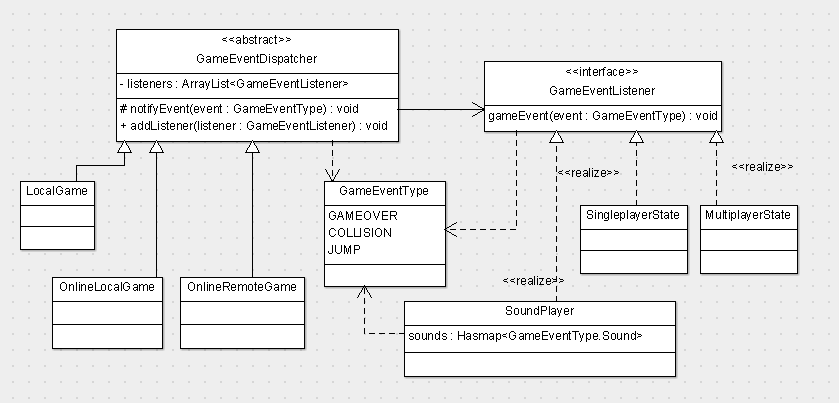 <<abstract>>
GameEventDispatcher
- listeners : ArrayList<GameEventListener>
# notifyEvent(event : GameEventType) : void
+ addListener(listener : GameEventListener) : void
<<interface>>
GameEventListener
gameEvent(event : GameEventType) : void
<<realize>>
<<realize>>
LocalGame
GameEventType
GAMEOVER
COLLISION
JUMP
SingleplayerState
MultiplayerState
OnlineLocalGame
OnlineRemoteGame
<<realize>>
SoundPlayer
sounds : Hasmap<GameEventType.Sound>